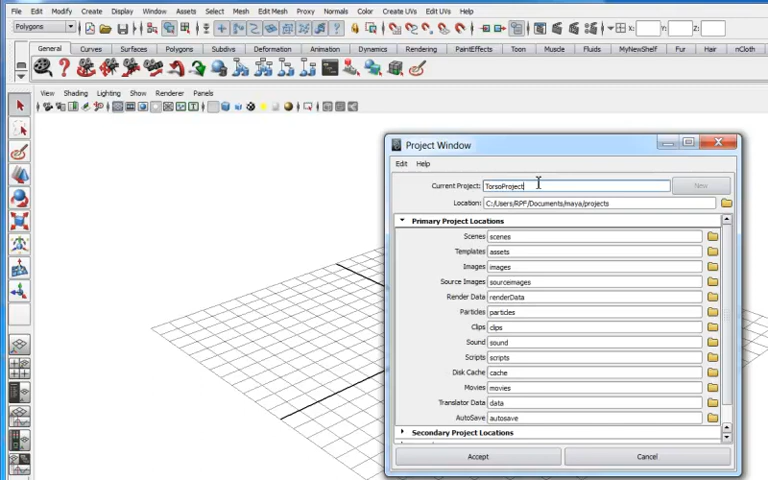 File Edit Modify Create Display Window Assets Select Mesh Edit Mesh Proxy Normals Color Create UVs Edit UVs Help
Polygons X: Y: Z:
General Curves Surfaces Polygons Subdivs Deformation Animation Dynamics Rendering PaintEffects Toon Muscle Fluids MyNewShelf Fur Hair nCloth
View Shading Lighting Show Renderer Panels
Project Window
Edit Help
Current Project: TorsoProject New
Location: C:/Users/RPF/Documents/maya/projects
Primary Project Locations
Scenes scenes
Templates assets
Images images
Source Images sourceimages
Render Data renderData
Particles particles
Clips clips
Sound sound
Scripts scripts
Disk Cache cache
Movies movies
Translator Data data
AutoSave autosave
Secondary Project Locations
Accept Cancel